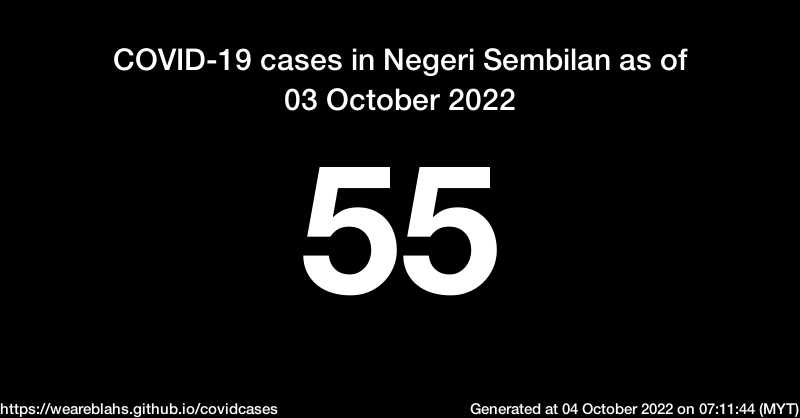 COVID-19 cases in Negeri Sembilan as of
03 October 2022
55
https://weareblahs.github.io/covidcases
Generated at 04 October 2022 on 07:11:44 (MYT)